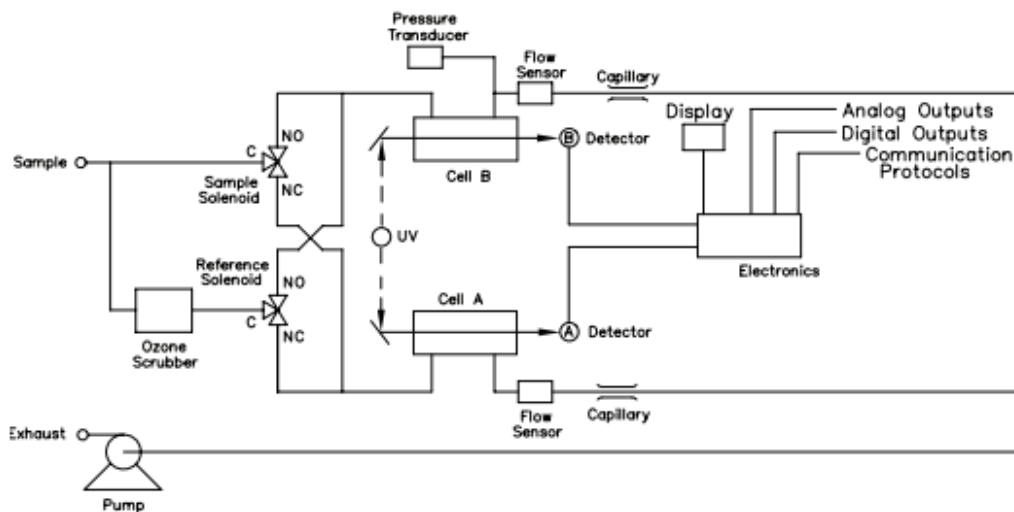 Pressure
Transducer
Flow
Sensor
Capillary
Display
Analog Outputs
Digital Outputs
Communication
Protocols
NO
C
Sample
Sample
Solenoid
NC
B
Detector
Cell B
UV
Electronics
Reference
Solenoid
NO
C
NC
Ozone
Scrubber
Cell A
A
Detector
Flow
Sensor
Capillary
Exhaust
Pump